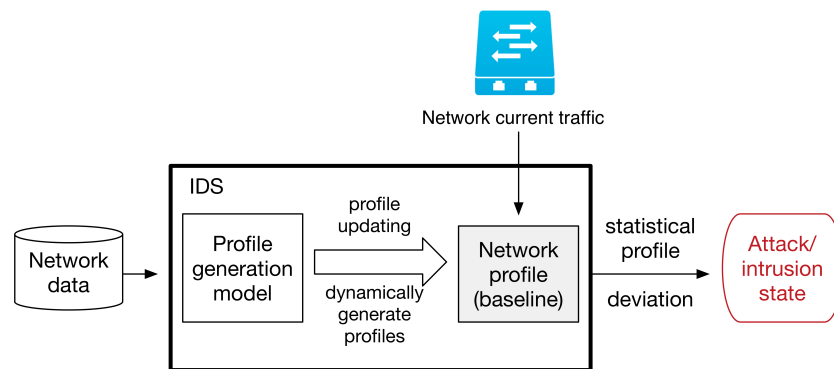 Network current traffic
IDS
Network
data
Profile
generation
model
profile
updating
dynamically
generate
profiles
Network
profile
(baseline)
statistical
profile
deviation
Attack/
intrusion
state